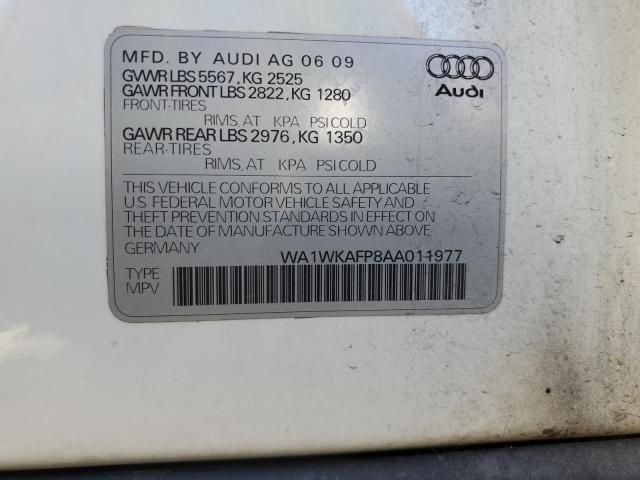 MFD. BY AUDI AG 06 09
GVWR LBS 5567, KG 2525
GAWR FRONT LBS 2822, KG 1280
FRONT-TIRES
RIMS, AT KPA PSI COLD
GAWR REAR LBS 2976, KG 1350
REAR-TIRES
RIMS, AT KPA PSI COLD
Audi
THIS VEHICLE CONFORMS TO ALL APPLICABLE
U.S. FEDERAL MOTOR VEHICLE SAFETY AND
THEFT PREVENTION STANDARDS IN EFFECT ON
THE DATE OF MANUFACTURE SHOWN ABOVE.
GERMANY WA1WKAFP8AA011977
TYPE
MPV